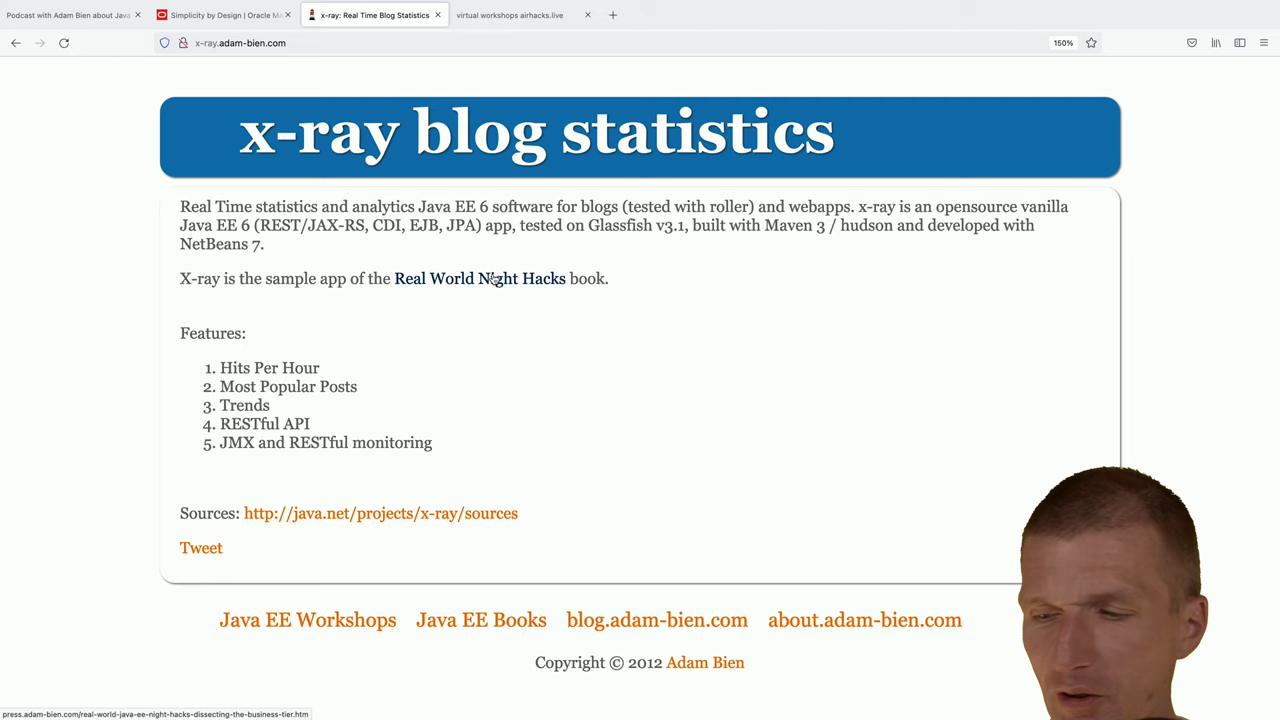 Podcast with Adam Bien about Java
Simplicity by Design | Oracle Ma
x-ray: Real Time Blog Statistics
virtual workshops airhacks.live
x-ray.adam-bien.com
150%
x-ray blog statistics
Real Time statistics and analytics Java EE 6 software for blogs (tested with roller) and webapps. x-ray is an opensource vanilla
Java EE 6 (REST/JAX-RS, CDI, EJB, JPA) app, tested on Glassfish v3.1, built with Maven 3 / hudson and developed with
NetBeans 7.
X-ray is the sample app of the Real World Night Hacks book.
Features:
1. Hits Per Hour
2. Most Popular Posts
3. Trends
4. RESTful API
5. JMX and RESTful monitoring
Sources: http://java.net/projects/x-ray/sources
Tweet
Java EE Workshops Java EE Books blog.adam-bien.com about.adam-bien.com
Copyright © 2012 Adam Bien
press.adam-bien.com/real-world-java-ee-night-hacks-dissecting-the-business-tier.htm